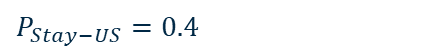 P_{Stay-US} = 0.4